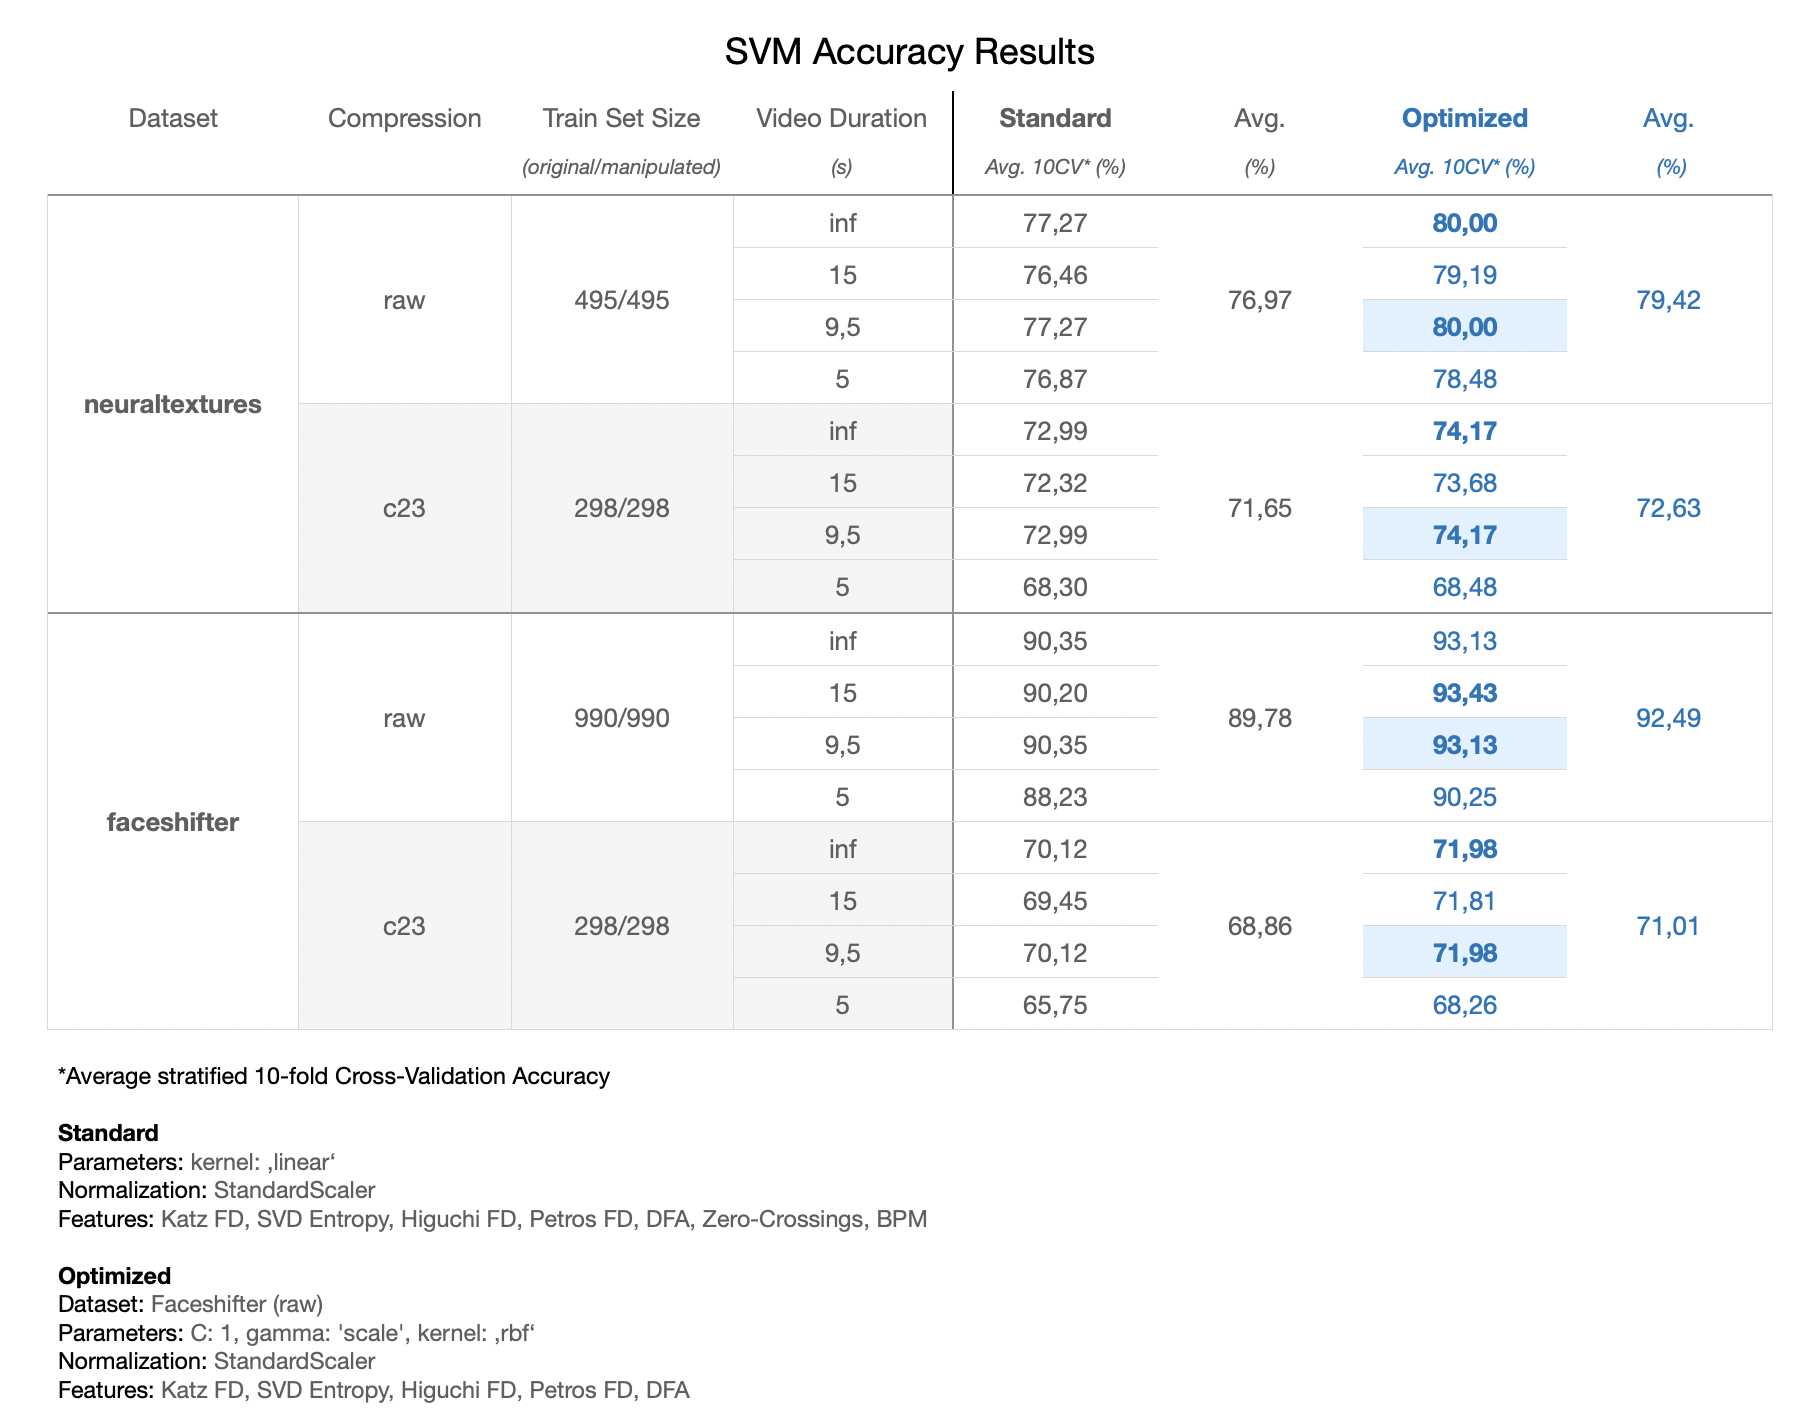 SVM Accuracy Results
Dataset Compression Train Set Size Video Duration Standard Avg. Optimized Avg.
(original/manipulated) (s) Avg. 10CV* (%) (%) Avg. 10CV* (%) (%)
inf 77,27 80,00
15 76,46 79,19
raw 495/495 76,97 79,42
9,5 77,27 80,00
5 76,87 78,48
neuraltextures
inf 72,99 74,17
15 72,32 73,68
c23 298/298 71,65 72,63
9,5 72,99 74,17
5 68,30 68,48
inf 90,35 93,13
15 90,20 93,43
raw 990/990 89,78 92,49
9,5 90,35 93,13
5 88,23 90,25
faceshifter
inf 70,12 71,98
15 69,45 71,81
c23 298/298 68,86 71,01
9,5 70,12 71,98
5 65,75 68,26
*Average stratified 10-fold Cross-Validation Accuracy
Standard
Parameters: kernel: ‚linear‘
Normalization: StandardScaler
Features: Katz FD, SVD Entropy, Higuchi FD, Petros FD, DFA, Zero-Crossings, BPM
Optimized
Dataset: Faceshifter (raw)
Parameters: C: 1, gamma: 'scale', kernel: ‚rbf‘
Normalization: StandardScaler
Features: Katz FD, SVD Entropy, Higuchi FD, Petros FD, DFA